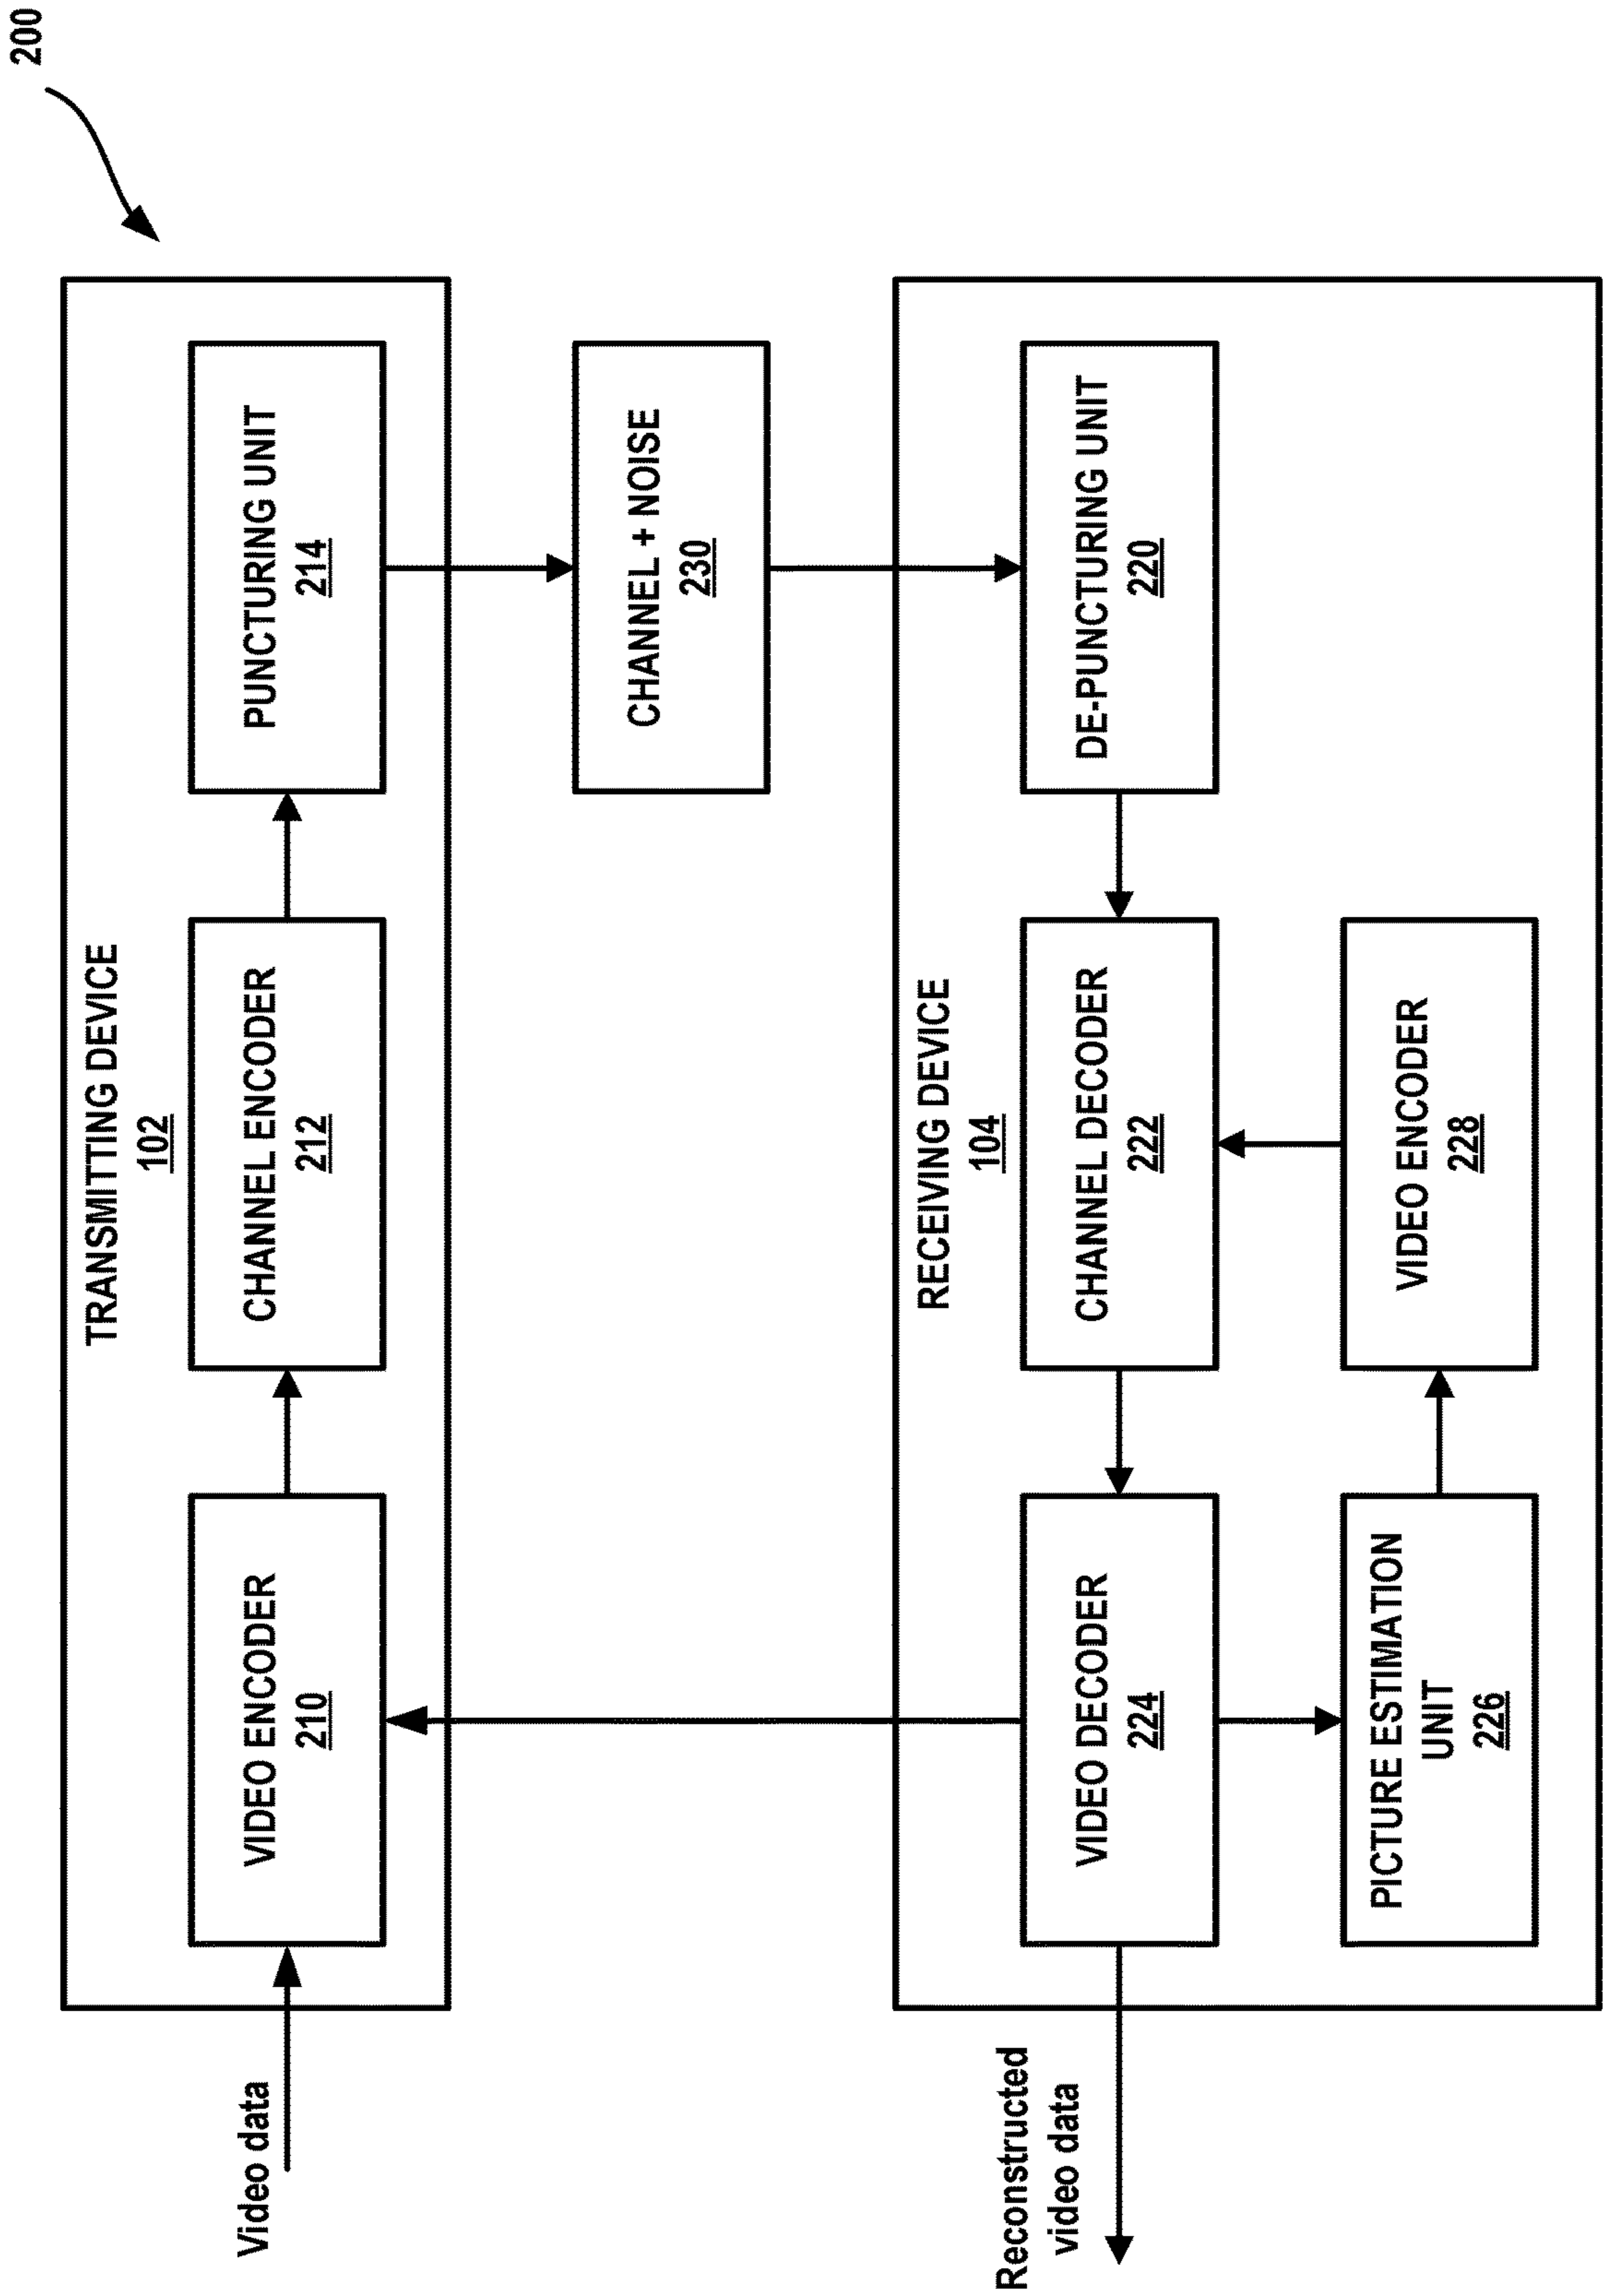 200
TRANSMITTING DEVICE
102
Video data
VIDEO ENCODER
210
CHANNEL ENCODER
212
PUNCTURING UNIT
214
CHANNEL + NOISE
230
RECEIVING DEVICE
104
Reconstructed
video data
VIDEO DECODER
224
CHANNEL DECODER
222
DE-PUNCTURING UNIT
220
PICTURE ESTIMATION
UNIT
226
VIDEO ENCODER
228